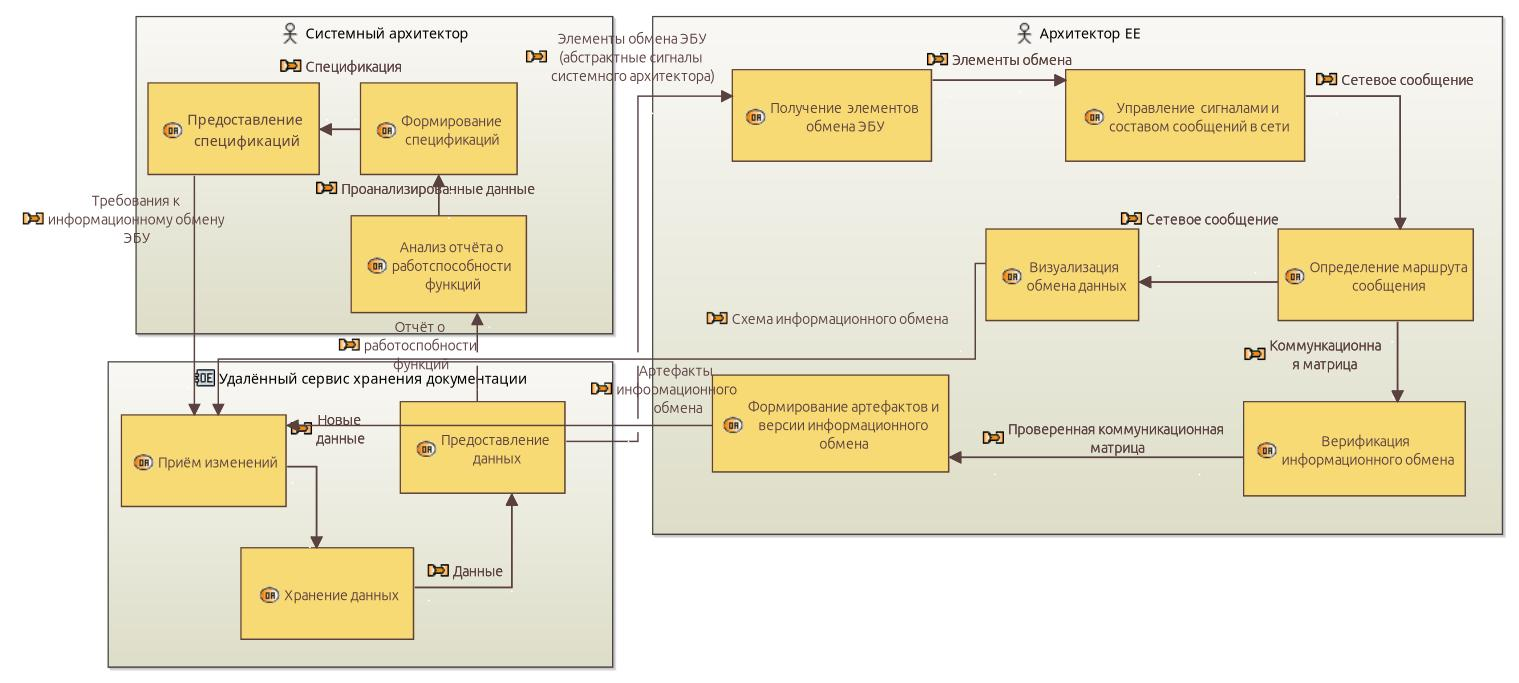 Системный архитектор
Спецификация
Предоставление
спецификаций
Формирование
спецификаций
Проанализированные данные
Анализ отчёта о
работспособности
функций
Требования к
информационному обмену
ЭБУ
Отчёт о
работоспобности
функций
Элементы обмена ЭБУ
(абстрактные сигналы
системного архитектора)
Архитектор ЕЕ
Элементы обмена
Получение элементов
обмена ЭБУ
Управление сигналами и
составом сообщений в сети
Сетевое сообщение
Сетевое сообщение
Визуализация
обмена данных
Определение маршрута
сообщения
Схема информационного обмена
Коммункационна
я матрица
Артефакты
информационного
обмена
Формирование артефактов и
версии информационного
обмена
Проверенная коммуникационная
матрица
Верификация
информационного обмена
Удалённый сервис хранения документации
Приём изменений
Новые
данные
Предоставление
данных
Хранение данных
Данные